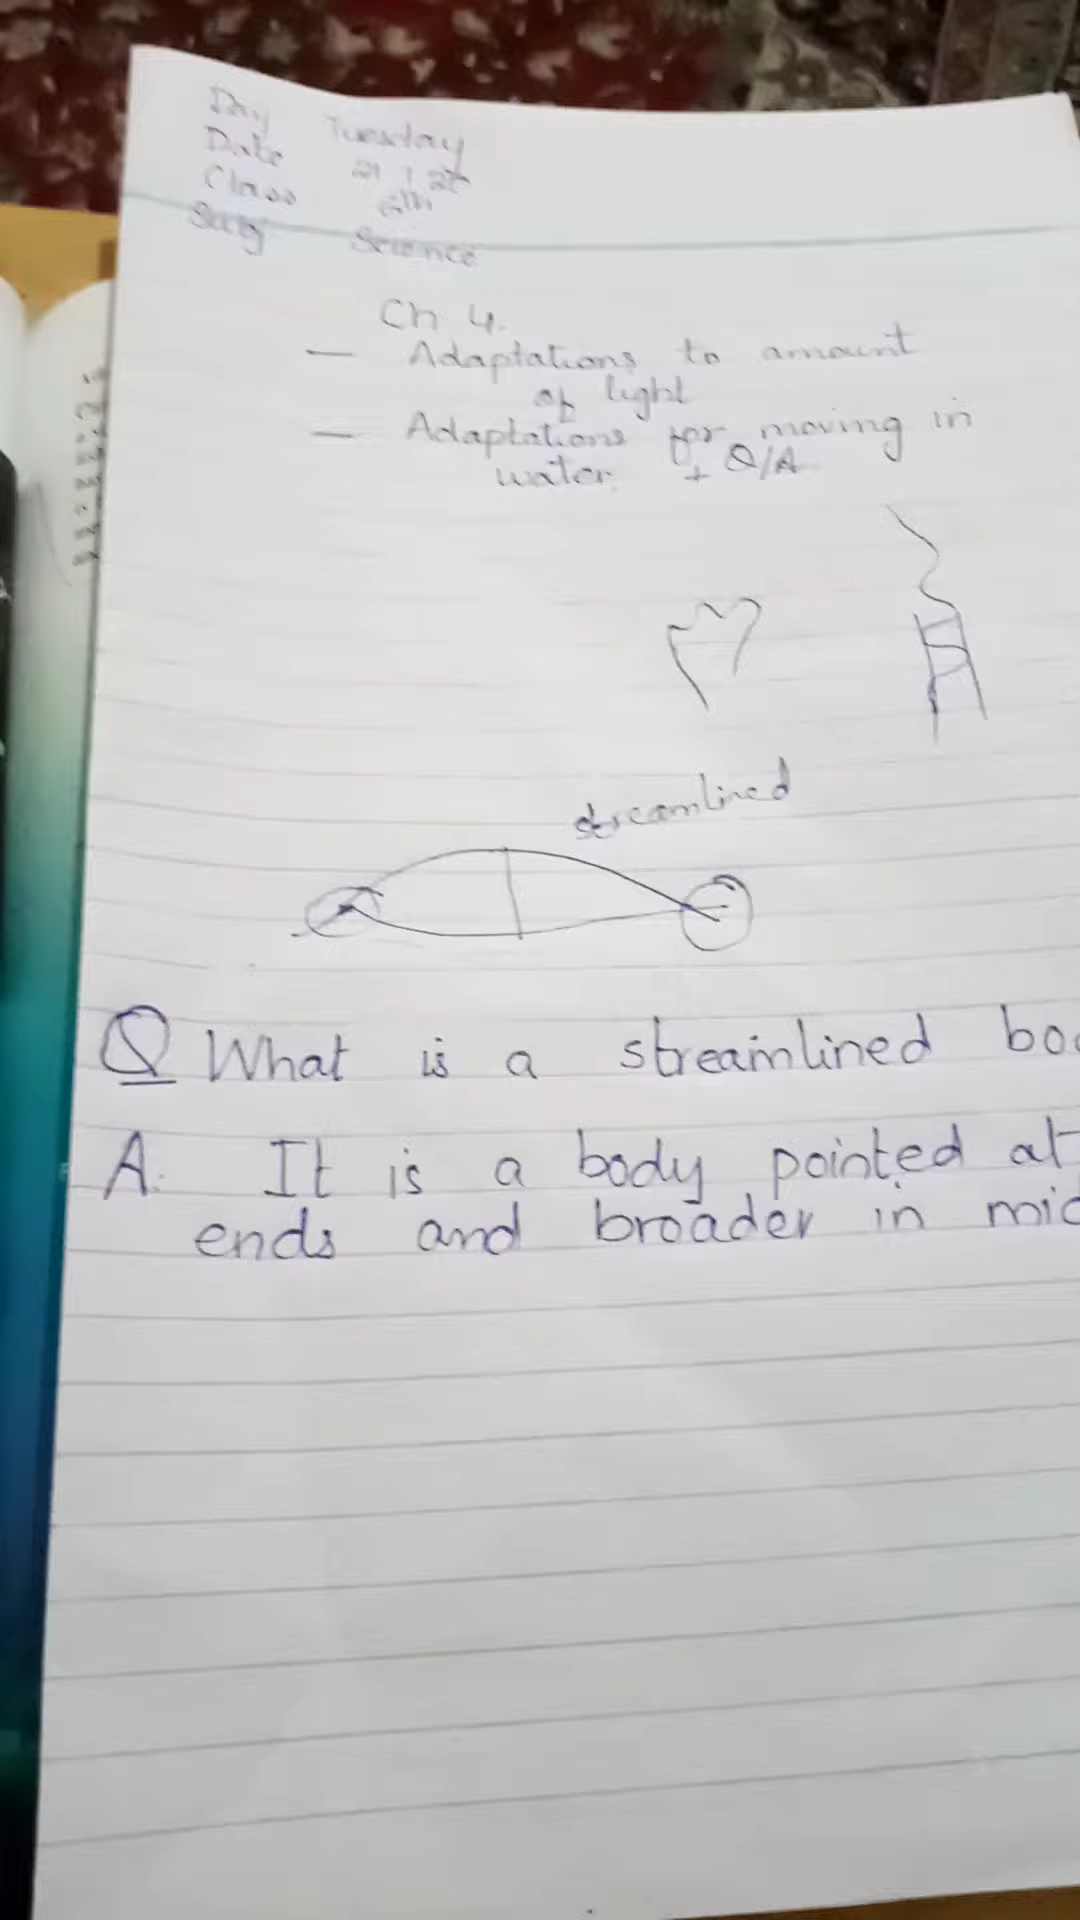 Day Tuesday
Date 21 1 20
Class 6th
Subj Science
Ch 4.
— Adaptations to amount
of light
— Adaptations for moving in
water + Q/A
streamlined
Q What is a streamlined bo
A. It is a body pointed at
ends and broader in mid